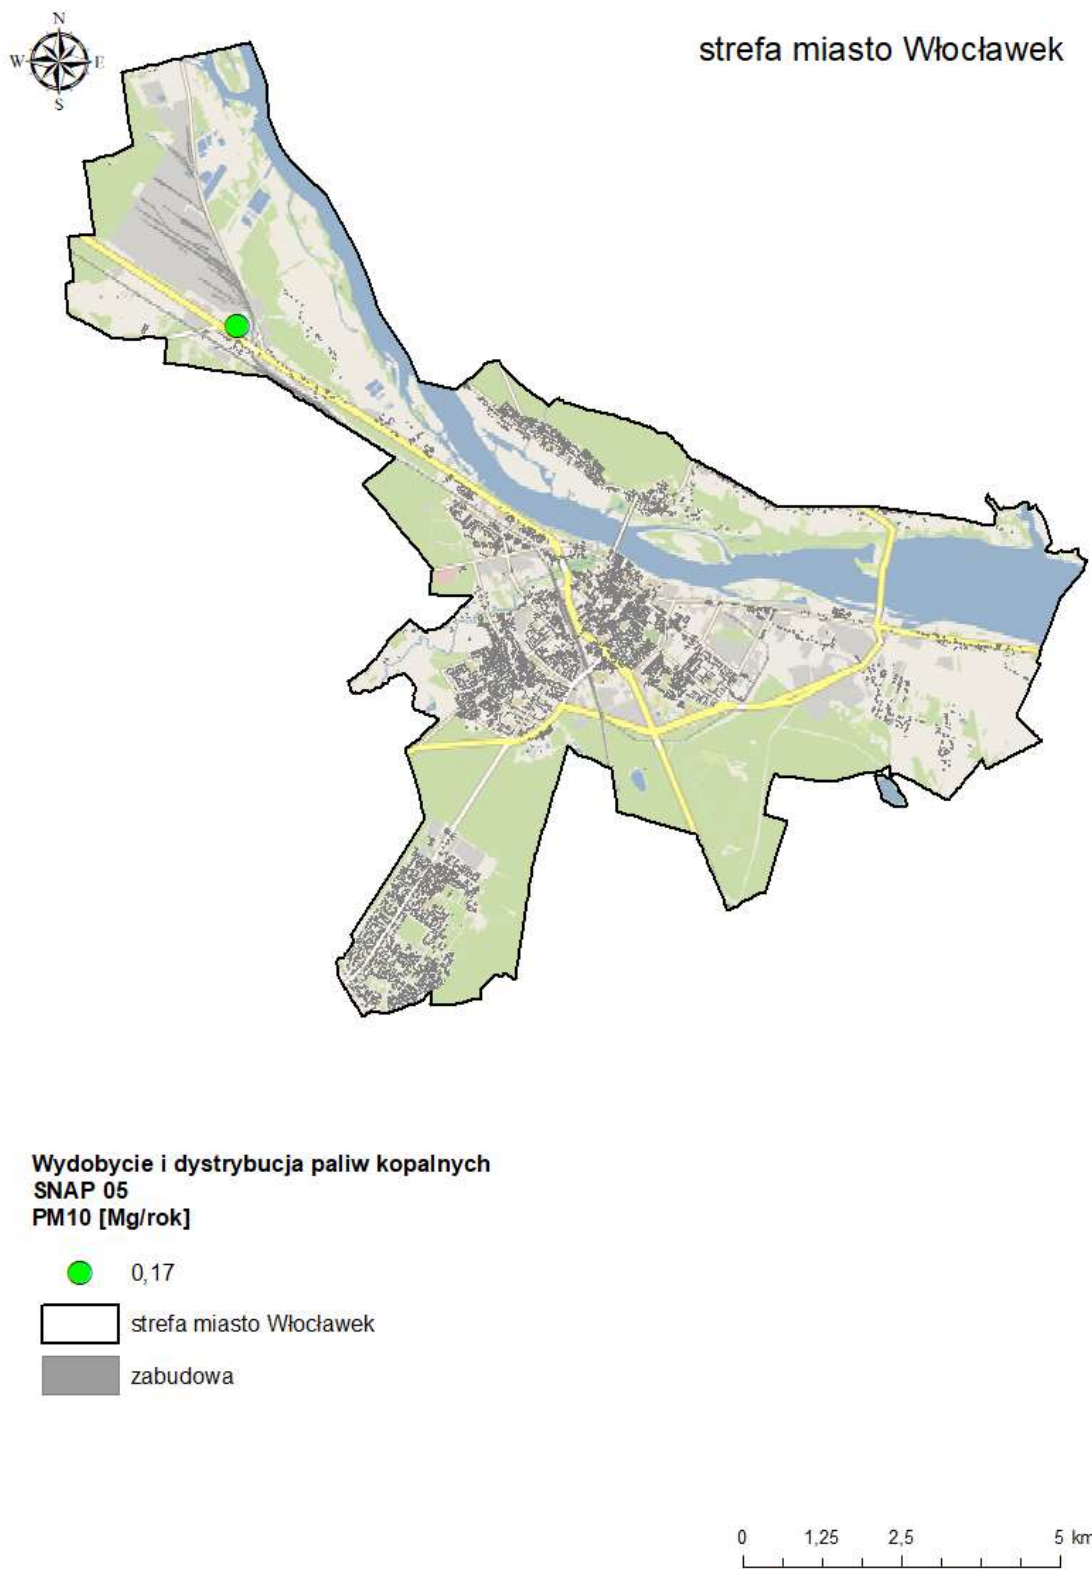 N
W E
S
strefa miasto Włocławek
Wydobycie i dystrybucja paliw kopalnych
SNAP 05
PM10 [Mg/rok]
0,17
strefa miasto Włocławek
zabudowa
0 1,25 2,5 5 km